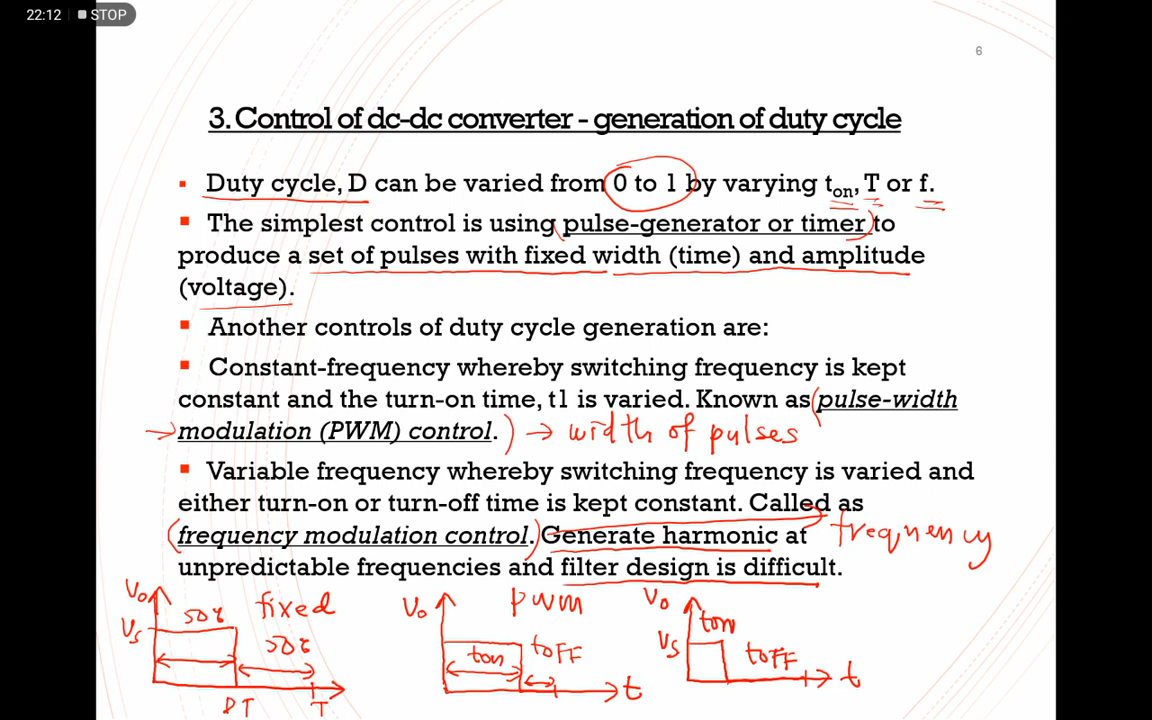 22:12 STOP
6
3. Control of dc-dc converter - generation of duty cycle
▪ Duty cycle, D can be varied from 0 to 1 by varying ton, T or f.
▪ The simplest control is using pulse-generator or timer to
produce a set of pulses with fixed width (time) and amplitude
(voltage).
▪ Another controls of duty cycle generation are:
▪ Constant-frequency whereby switching frequency is kept
constant and the turn-on time, t1 is varied. Known as (pulse-width
→ modulation (PWM) control.) → width of pulses
▪ Variable frequency whereby switching frequency is varied and
either turn-on or turn-off time is kept constant. Called as
(frequency modulation control.) Generate harmonic at frequency
unpredictable frequencies and filter design is difficult.
Vo Vs 50% fixed 50% DT T
Vo PWM ton toFF t
Vo Vs ton toFF t